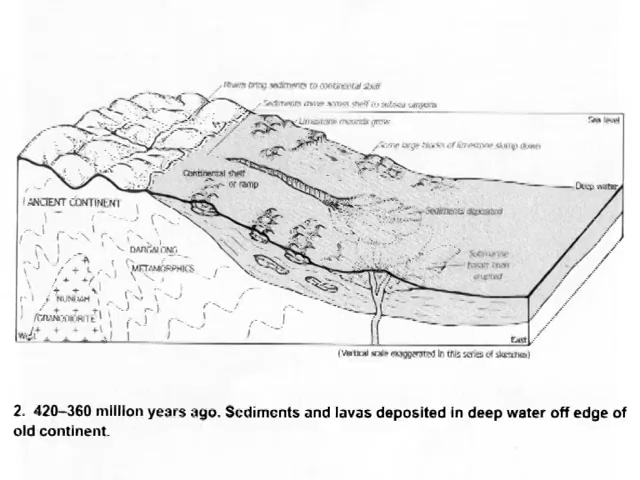 Rivers bring sediments to continental shelf
Sediments move across shelf to subsea canyons
Limestone mounds grow
Sea level
Some large blocks of limestone slump down
Continental shelf
or ramp
Deep water
ANCIENT CONTINENT
Sediments deposited
DARGALONG
METAMORPHICS
Submarine
basalt lavas
erupted
NUNDAH
GRANODIORITE
West
East
(Vertical scale exaggerated in this series of sketches)
2. 420–360 million years ago. Sediments and lavas deposited in deep water off edge of
old continent.